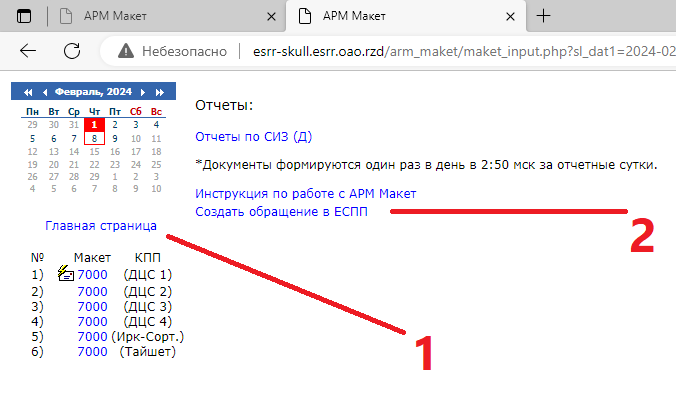 АРМ Макет
АРМ Макет
Небезопасно esrr-skull.esrr.oao.rzd/arm_maket/maket_input.php?sl_dat1=2024-02
Февраль, 2024
Пн Вт Ср Чт Пт Сб Вс
29 30 31 1 2 3 4
5 6 7 8 9 10 11
12 13 14 15 16 17 18
19 20 21 22 23 24 25
26 27 28 29 1 2 3
4 5 6 7 8 9 10
Отчеты:
Отчеты по СИЗ (Д)
*Документы формируются один раз в день в 2:50 мск за отчетные сутки.
Инструкция по работе с АРМ Макет
Создать обращение в ЕСПП
2
Главная страница
№ Макет КПП
1) 7000 (ДЦС 1)
2) 7000 (ДЦС 2)
3) 7000 (ДЦС 3)
4) 7000 (ДЦС 4)
5) 7000 (Ирк-Сорт.)
6) 7000 (Тайшет)
1